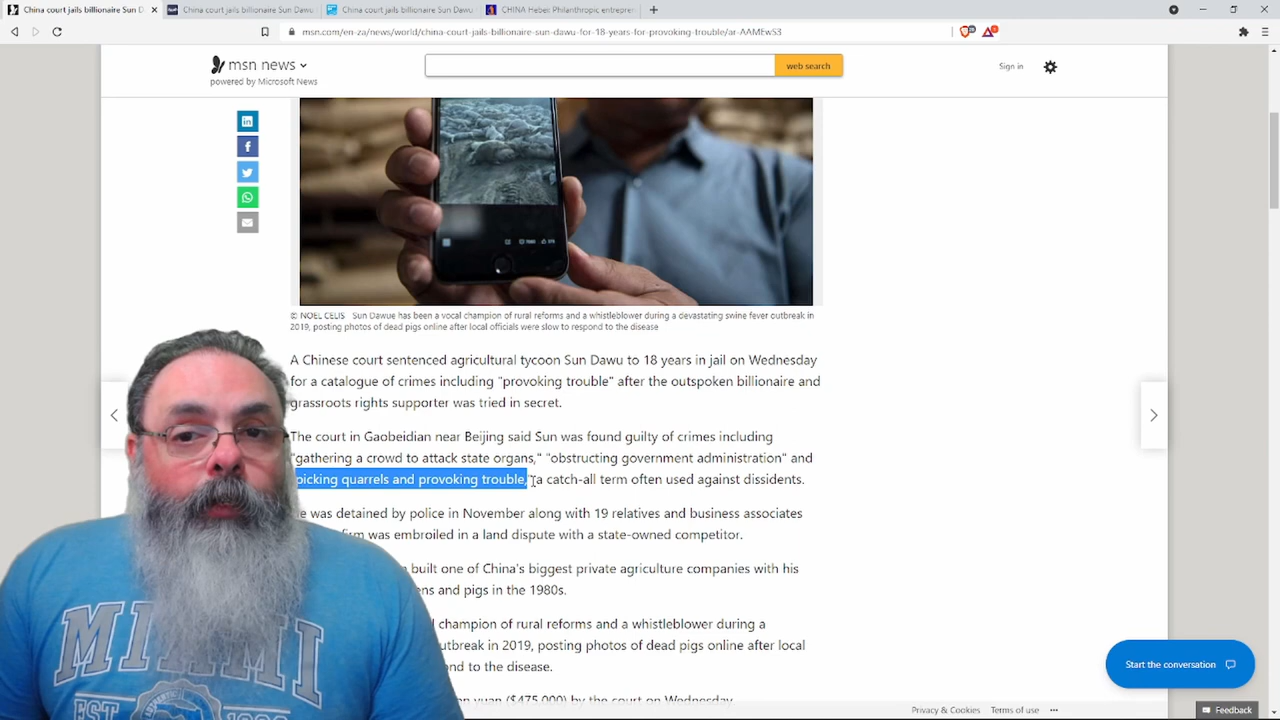 China court jails billionaire Sun D
China court jails billionaire Sun Dawu
China court jails billionaire Sun Dawu
CHINA Hebei Philanthropic entrepren
msn.com/en-za/news/world/china-court-jails-billionaire-sun-dawu-for-18-years-for-provoking-trouble/ar-AAMEwS3
msn news
powered by Microsoft News
web search
Sign in
© NOEL CELIS Sun Dawue has been a vocal champion of rural reforms and a whistleblower during a devastating swine fever outbreak in
2019, posting photos of dead pigs online after local officials were slow to respond to the disease
A Chinese court sentenced agricultural tycoon Sun Dawu to 18 years in jail on Wednesday
for a catalogue of crimes including "provoking trouble" after the outspoken billionaire and
grassroots rights supporter was tried in secret.
The court in Gaobeidian near Beijing said Sun was found guilty of crimes including
"gathering a crowd to attack state organs," "obstructing government administration" and
picking quarrels and provoking trouble," a catch-all term often used against dissidents.
e was detained by police in November along with 19 relatives and business associates
firm was embroiled in a land dispute with a state-owned competitor.
built one of China's biggest private agriculture companies with his
ens and pigs in the 1980s.
l champion of rural reforms and a whistleblower during a
utbreak in 2019, posting photos of dead pigs online after local
nd to the disease.
on yuan ($475,000) by the court on Wednesday
Start the conversation
Privacy & Cookies
Terms of use
Feedback
MIAMI
EST